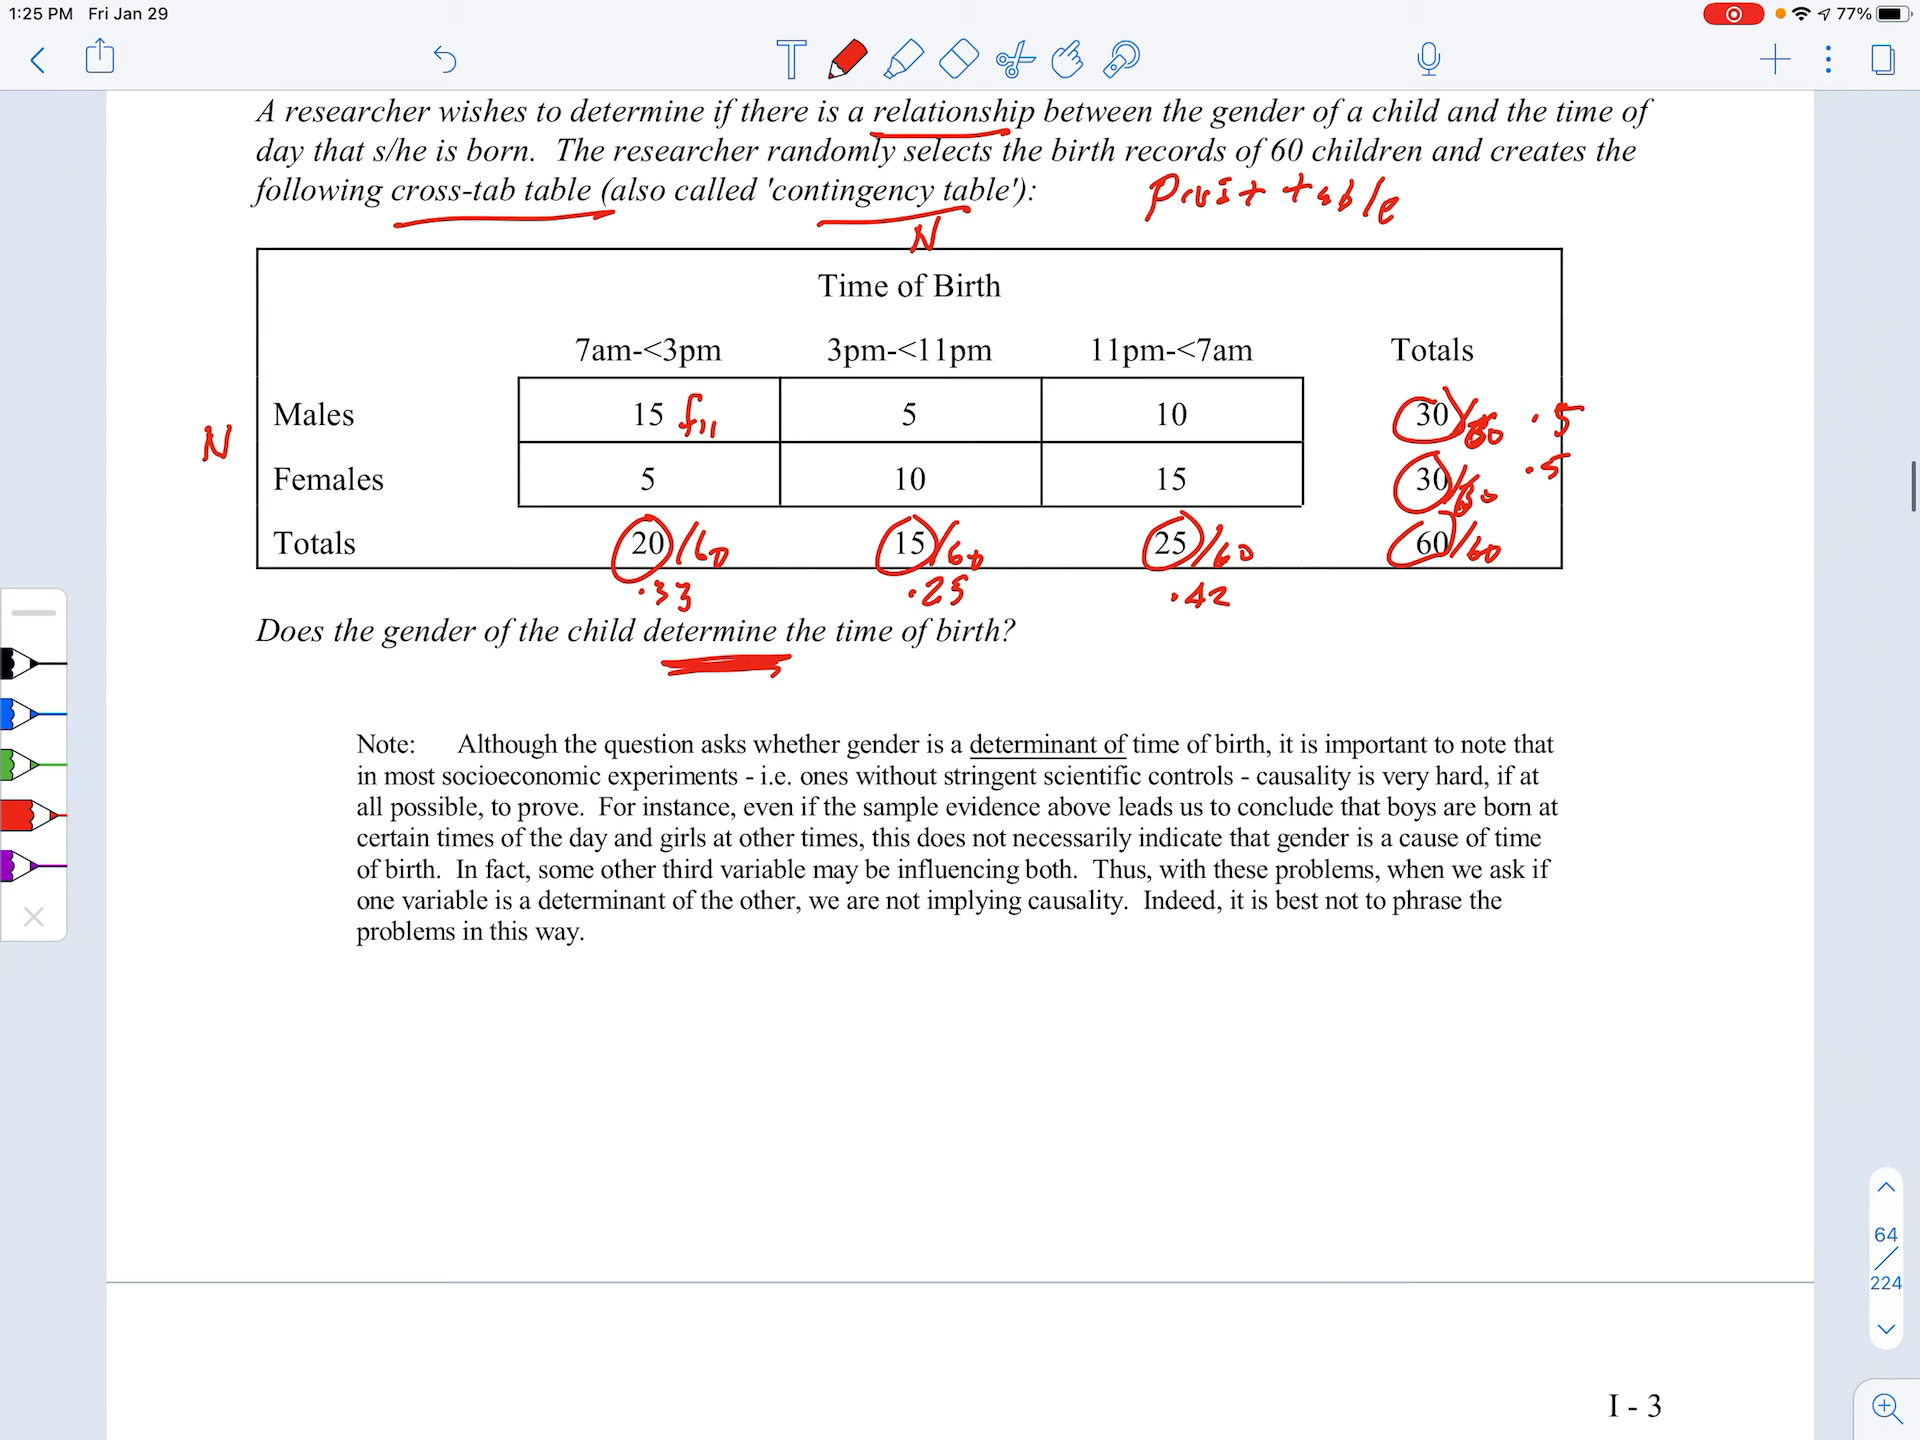 1:25 PM Fri Jan 29
77%
T
A researcher wishes to determine if there is a relationship between the gender of a child and the time of
day that s/he is born. The researcher randomly selects the birth records of 60 children and creates the
following cross-tab table (also called 'contingency table'):
Pivot table
N
Time of Birth
7am-<3pm 3pm-<11pm 11pm-<7am Totals
N
Males 15 f11 5 10 30/60 .5
Females 5 10 15 30/60 .5
Totals 20/60 15/60 25/60 60/60
.33 .25 .42
Does the gender of the child determine the time of birth?
Note: Although the question asks whether gender is a determinant of time of birth, it is important to note that
in most socioeconomic experiments - i.e. ones without stringent scientific controls - causality is very hard, if at
all possible, to prove. For instance, even if the sample evidence above leads us to conclude that boys are born at
certain times of the day and girls at other times, this does not necessarily indicate that gender is a cause of time
of birth. In fact, some other third variable may be influencing both. Thus, with these problems, when we ask if
one variable is a determinant of the other, we are not implying causality. Indeed, it is best not to phrase the
problems in this way.
64
/
224
I - 3